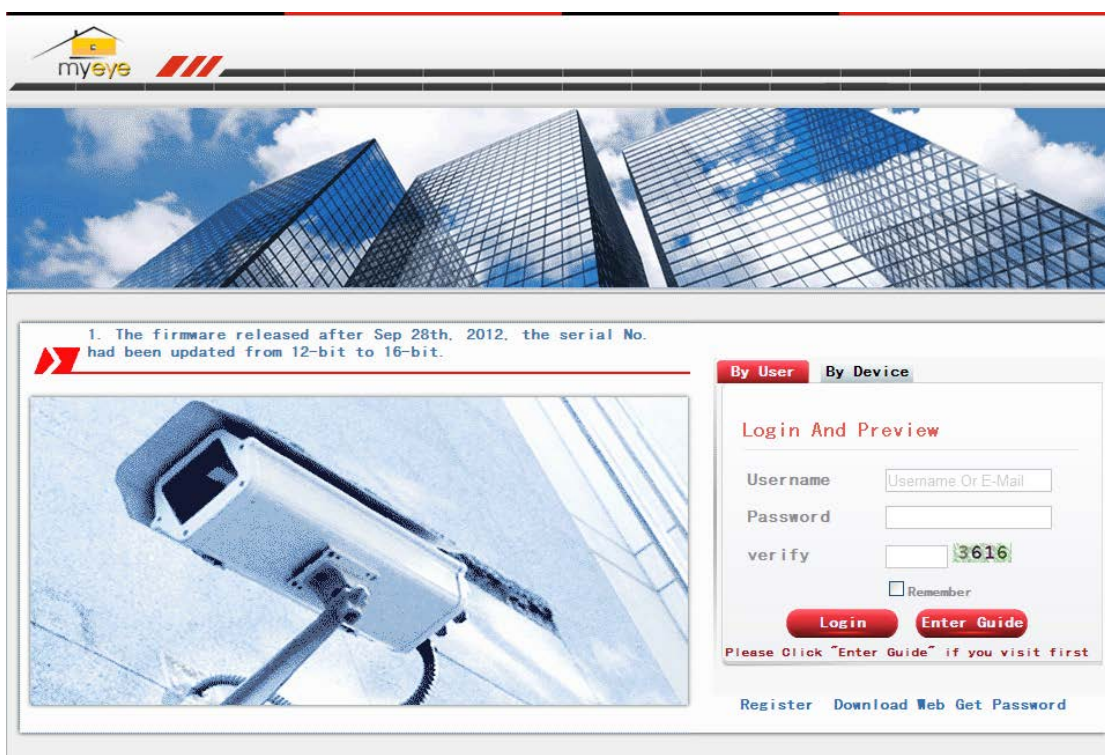 myeye
1. The firmware released after Sep 28th, 2012, the serial No.
had been updated from 12-bit to 16-bit.
By User By Device
Login And Preview
Username Username Or E-Mail
Password
verify 3616
Remember
Login Enter Guide
Please Click "Enter Guide" if you visit first
Register Download Web Get Password